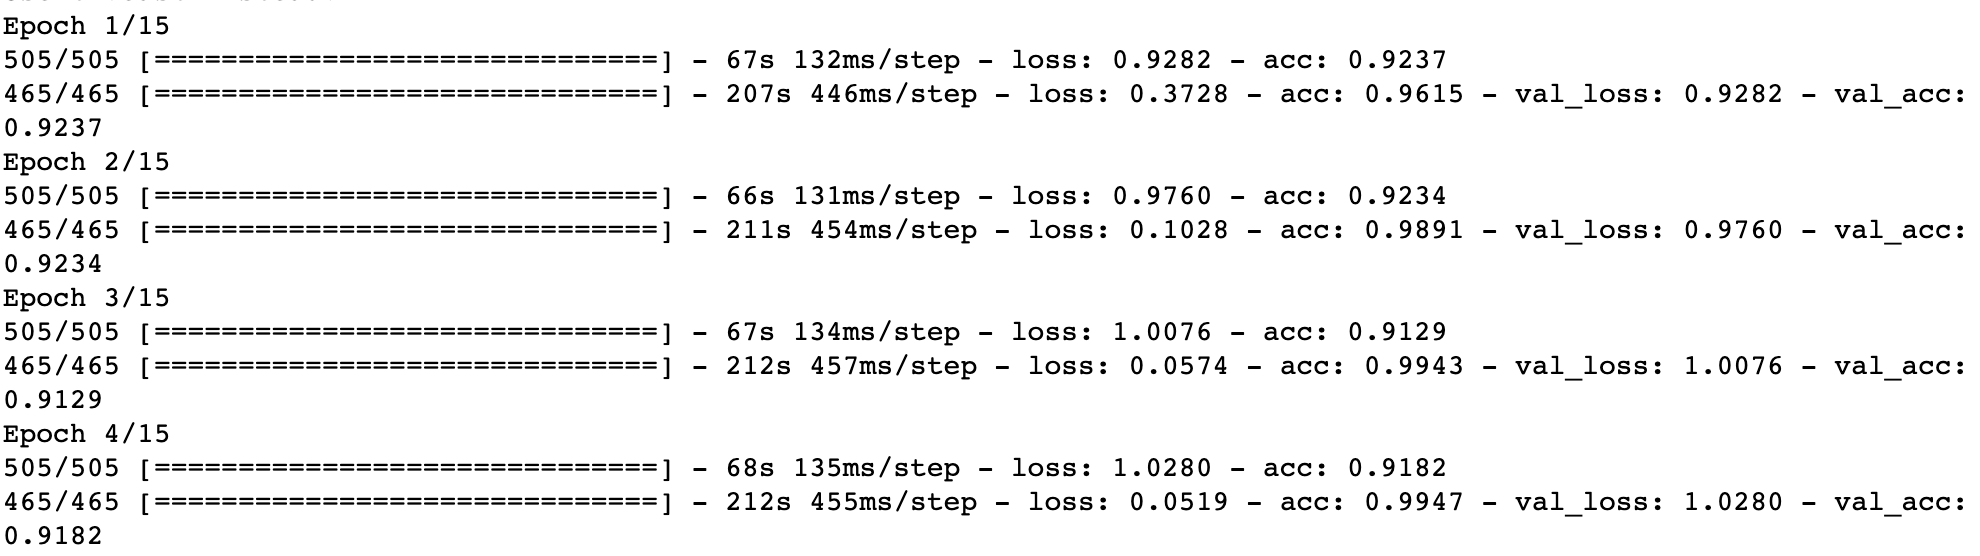 Epoch 1/15
505/505 [==============================] - 67s 132ms/step - loss: 0.9282 - acc: 0.9237
465/465 [==============================] - 207s 446ms/step - loss: 0.3728 - acc: 0.9615 - val_loss: 0.9282 - val_acc:
0.9237
Epoch 2/15
505/505 [==============================] - 66s 131ms/step - loss: 0.9760 - acc: 0.9234
465/465 [==============================] - 211s 454ms/step - loss: 0.1028 - acc: 0.9891 - val_loss: 0.9760 - val_acc:
0.9234
Epoch 3/15
505/505 [==============================] - 67s 134ms/step - loss: 1.0076 - acc: 0.9129
465/465 [==============================] - 212s 457ms/step - loss: 0.0574 - acc: 0.9943 - val_loss: 1.0076 - val_acc:
0.9129
Epoch 4/15
505/505 [==============================] - 68s 135ms/step - loss: 1.0280 - acc: 0.9182
465/465 [==============================] - 212s 455ms/step - loss: 0.0519 - acc: 0.9947 - val_loss: 1.0280 - val_acc:
0.9182